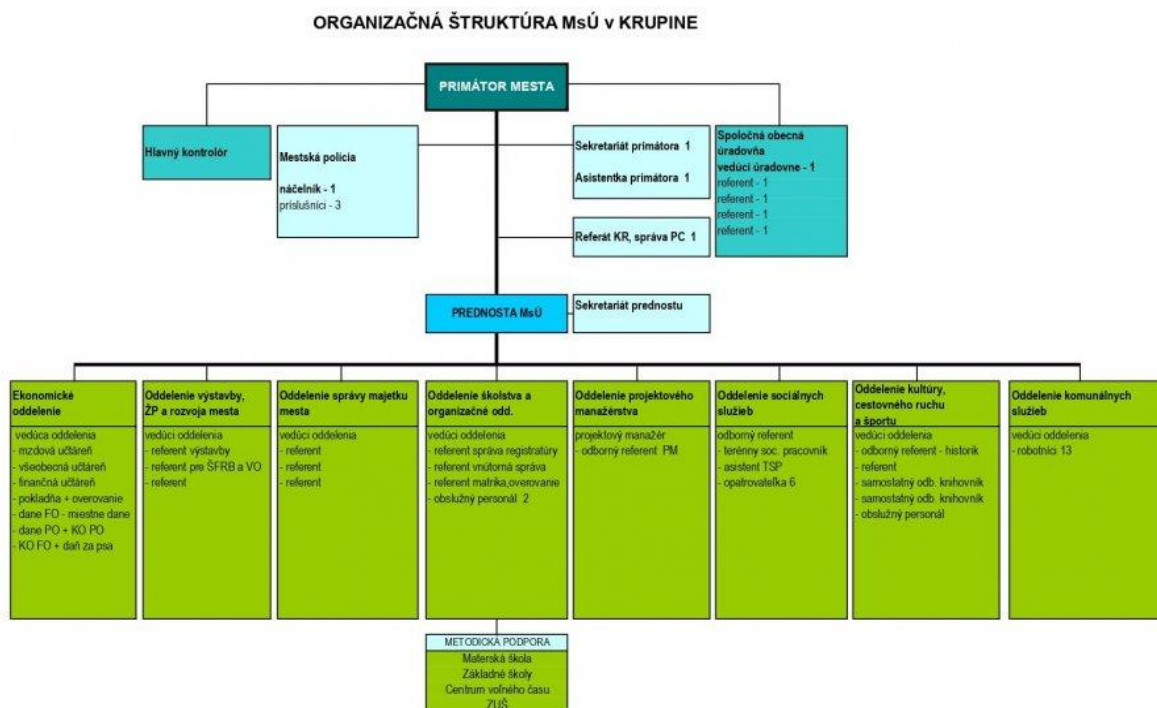 ORGANIZAČNÁ ŠTRUKTÚRA MsÚ v KRUPINE
PRIMÁTOR MESTA
Hlavný kontrolór
Mestská polícia
náčelník - 1
príslušníci - 3
Sekretariát primátora 1
Asistentka primátora 1
Spoločná obecná
úradovňa
vedúci úradovne - 1
referent - 1
referent - 1
referent - 1
referent - 1
Referát KR, správa PC 1
PREDNOSTA MsÚ
Sekretariát prednostu
Ekonomické
oddelenie
vedúca oddelenia
- mzdová učtáreň
- všeobecná učtáreň
- finančná učtáreň
- pokladňa + overovanie
- dane FO - miestne dane
- dane PO + KO PO
- KO FO + daň za psa
Oddelenie výstavby,
ŽP a rozvoja mesta
vedúci oddelenia
- referent výstavby
- referent pre ŠFRB a VO
- referent
Oddelenie správy majetku
mesta
vedúci oddelenia
- referent
- referent
- referent
Oddelenie školstva a
organizačné odd.
vedúci oddelenia
- referent správa registratúry
- referent vnútorná správa
- referent matrika,overovanie
- obslužný personál 2
Oddelenie projektového
manažérstva
projektový manažér
- odborný referent PM
Oddelenie sociálnych
služieb
odborný referent
- terénny soc. pracovník
- asistent TSP
- opatrovateľka 6
Oddelenie kultúry,
cestovného ruchu
a športu
vedúci oddelenia
- odborný referent - historik
- referent
- samostatný odb. knihovník
- samostatný odb. knihovník
- obslužný personál
Oddelenie komunálnych
služieb
vedúci oddelenia
- robotníci 13
METODICKÁ PODPORA
Materská škola
Základné školy
Centrum voľného času
ZUŠ